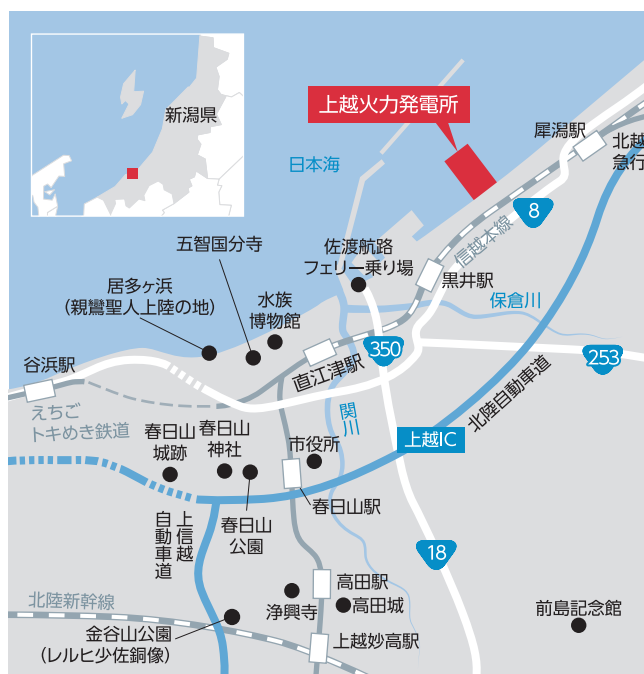 新潟県
上越火力発電所
日本海
犀潟駅
北越
急行
8
信越本線
五智国分寺
佐渡航路
フェリー乗り場
黒井駅
居多ヶ浜
（親鸞聖人上陸の地）
水族
博物館
保倉川
谷浜駅
直江津駅
350
253
えちご
トキめき鉄道
関川
北陸自動車道
上越IC
春日山
城跡
春日山
神社
市役所
春日山駅
上信越
自動車道
春日山
公園
18
北陸新幹線
浄興寺
高田駅
高田城
前島記念館
金谷山公園
（レルヒ少佐銅像）
上越妙高駅